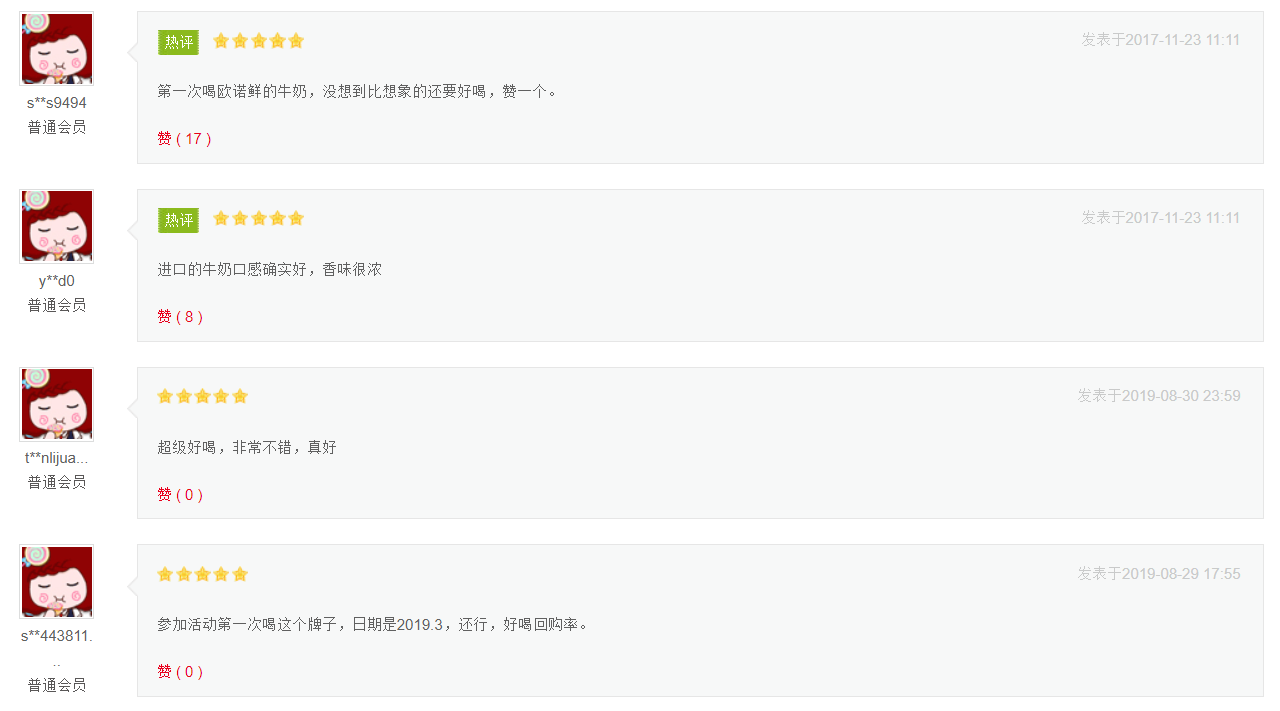 热评
发表于2017-11-23 11:11
第一次喝欧诺鲜的牛奶，没想到比想象的还要好喝，赞一个。
s**s9494
普通会员
赞 ( 17 )
热评
发表于2017-11-23 11:11
进口的牛奶口感确实好，香味很浓
y**d0
普通会员
赞 ( 8 )
发表于2019-08-30 23:59
超级好喝，非常不错，真好
t**nlijua...
普通会员
赞 ( 0 )
发表于2019-08-29 17:55
参加活动第一次喝这个牌子，日期是2019.3，还行，好喝回购率。
s**443811.
..
普通会员
赞 ( 0 )